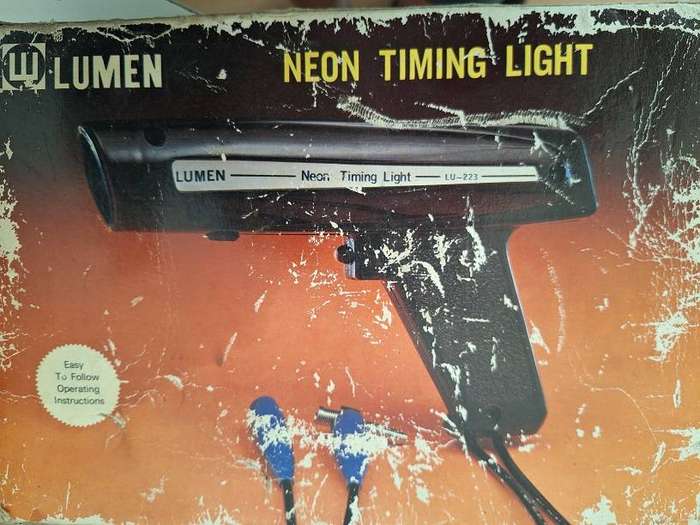 LUMEN
NEON TIMING LIGHT
LUMEN Neon Timing Light LU-223
Easy
To Follow
Operating
Instructions